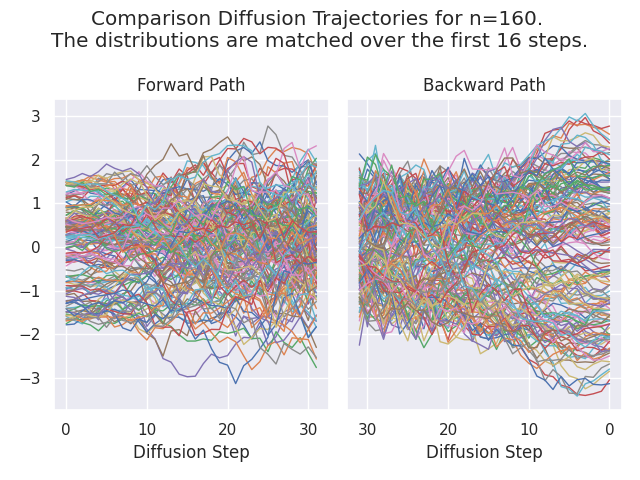 Comparison Diffusion Trajectories for n=160.
The distributions are matched over the first 16 steps.
Forward Path
Backward Path
3
2
1
0
−1
−2
−3
0 10 20 30
30 20 10 0
Diffusion Step
Diffusion Step